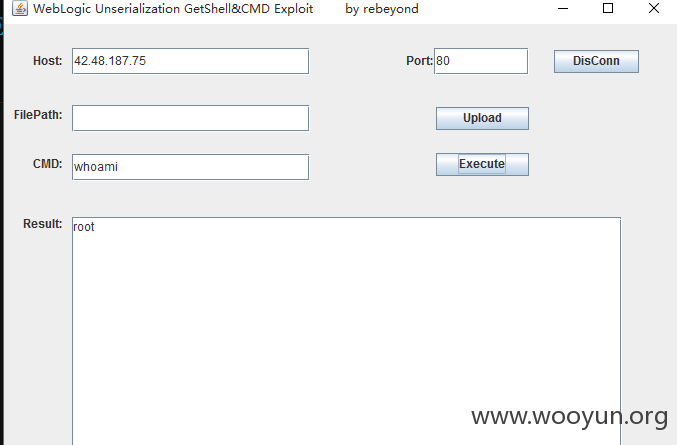 WebLogic Unserialization GetShell&CMD Exploit by rebeyond
Host: 42.48.187.75 Port: 80 DisConn
FilePath: Upload
CMD: whoami Execute
Result: root
www.wooyun.org